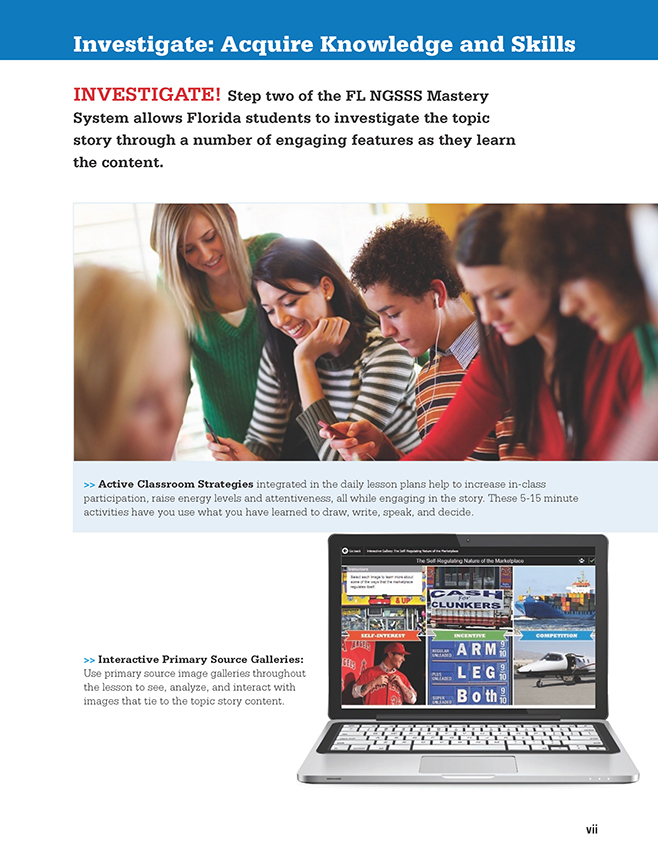 Investigate: Acquire Knowledge and Skills
INVESTIGATE! Step two of the FL NGSSS Mastery
System allows Florida students to investigate the topic
story through a number of engaging features as they learn
the content.
>> Active Classroom Strategies integrated in the daily lesson plans help to increase in-class
participation, raise energy levels and attentiveness, all while engaging in the story. These 5-15 minute
activities have you use what you have learned to draw, write, speak, and decide.
>> Interactive Primary Source Galleries:
Use primary source image galleries throughout
the lesson to see, analyze, and interact with
images that tie to the topic story content.
Go back Interactive Gallery: The Self-Regulating Nature of the Marketplace
The Self-Regulating Nature of the Marketplace
Instructions
Select each image to learn more about
some of the ways that the marketplace
regulates itself.
& UP
CASH
for
CLUNKERS
SELF-INTEREST
INCENTIVE
COMPETITION
REGULAR UNLEADED ARM 9/10
PLUS UNLEADED LEG 9/10
SUPER UNLEADED Both 9/10
vii